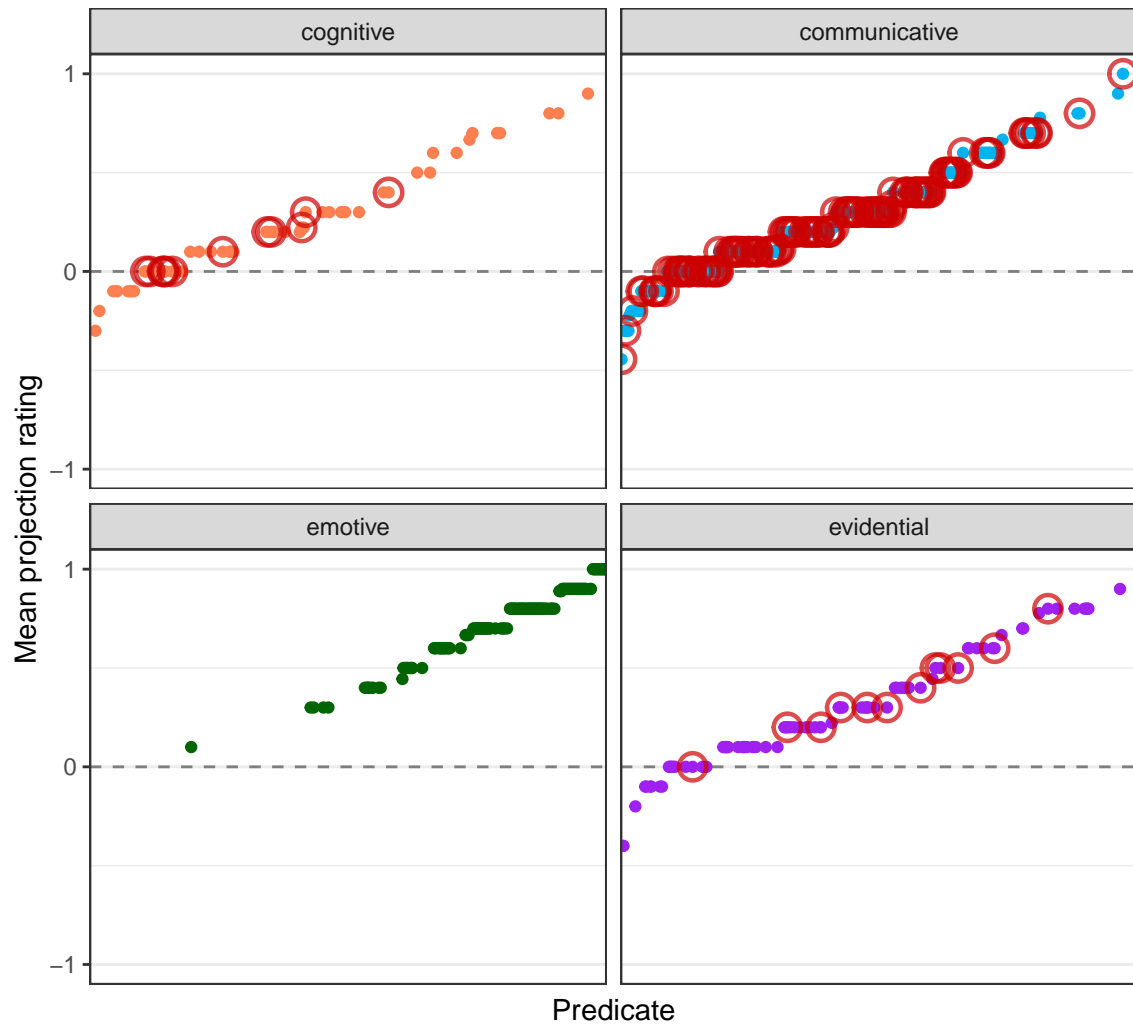 cognitive
communicative
1
0
−1
emotive
evidential
1
0
−1
Mean projection rating
Predicate